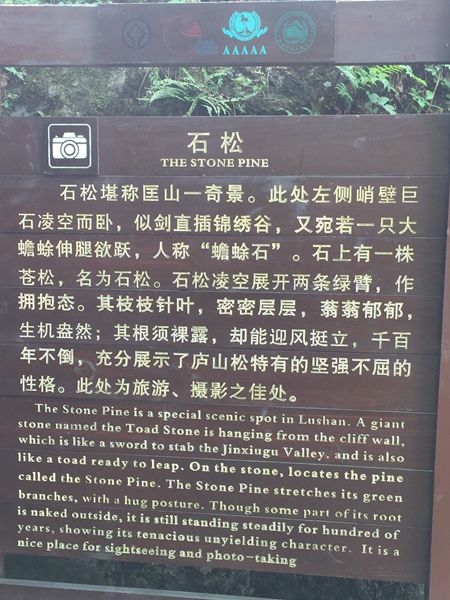 AAAAA
石松
THE STONE PINE
石松堪称匡山一奇景。此处左侧峭壁巨
石凌空而卧，似剑直插锦绣谷，又宛若一只大
蟾蜍伸腿欲跃，人称“蟾蜍石”。石上有一株
苍松，名为石松。石松凌空展开两条绿臂，作
拥抱态。其枝枝针叶，密密层层，蓊蓊郁郁，
生机盎然；其根须裸露，却能迎风挺立，千百
年不倒，充分展示了庐山松特有的坚强不屈的
性格。此处为旅游、摄影之佳处。
The Stone Pine is a special scenic spot in Lushan. A giant
stone named the Toad Stone is hanging from the cliff wall,
which is like a sword to stab the Jinxiugu Valley. and is also
like a toad ready to leap. On the stone, locates the pine
called the Stone Pine. The Stone Pine stretches its green
branches, with a hug posture. Though some part of its root
is naked outside, it is still standing steadily for hundred of
years, showing its tenacious unyielding character. It is a
nice place for sightseeing and photo-taking